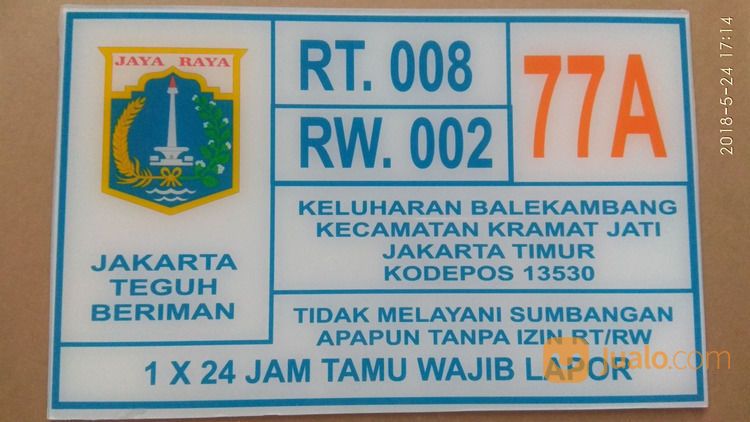 JAYA RAYA
JAKARTA
TEGUH
BERIMAN
RT. 008
RW. 002
77A
KELUHARAN BALEKAMBANG
KECAMATAN KRAMAT JATI
JAKARTA TIMUR
KODEPOS 13530
TIDAK MELAYANI SUMBANGAN
APAPUN TANPA IZIN RT/RW
1 X 24 JAM TAMU WAJIB LAPOR
2018-5-24 17:14
Jualo.com